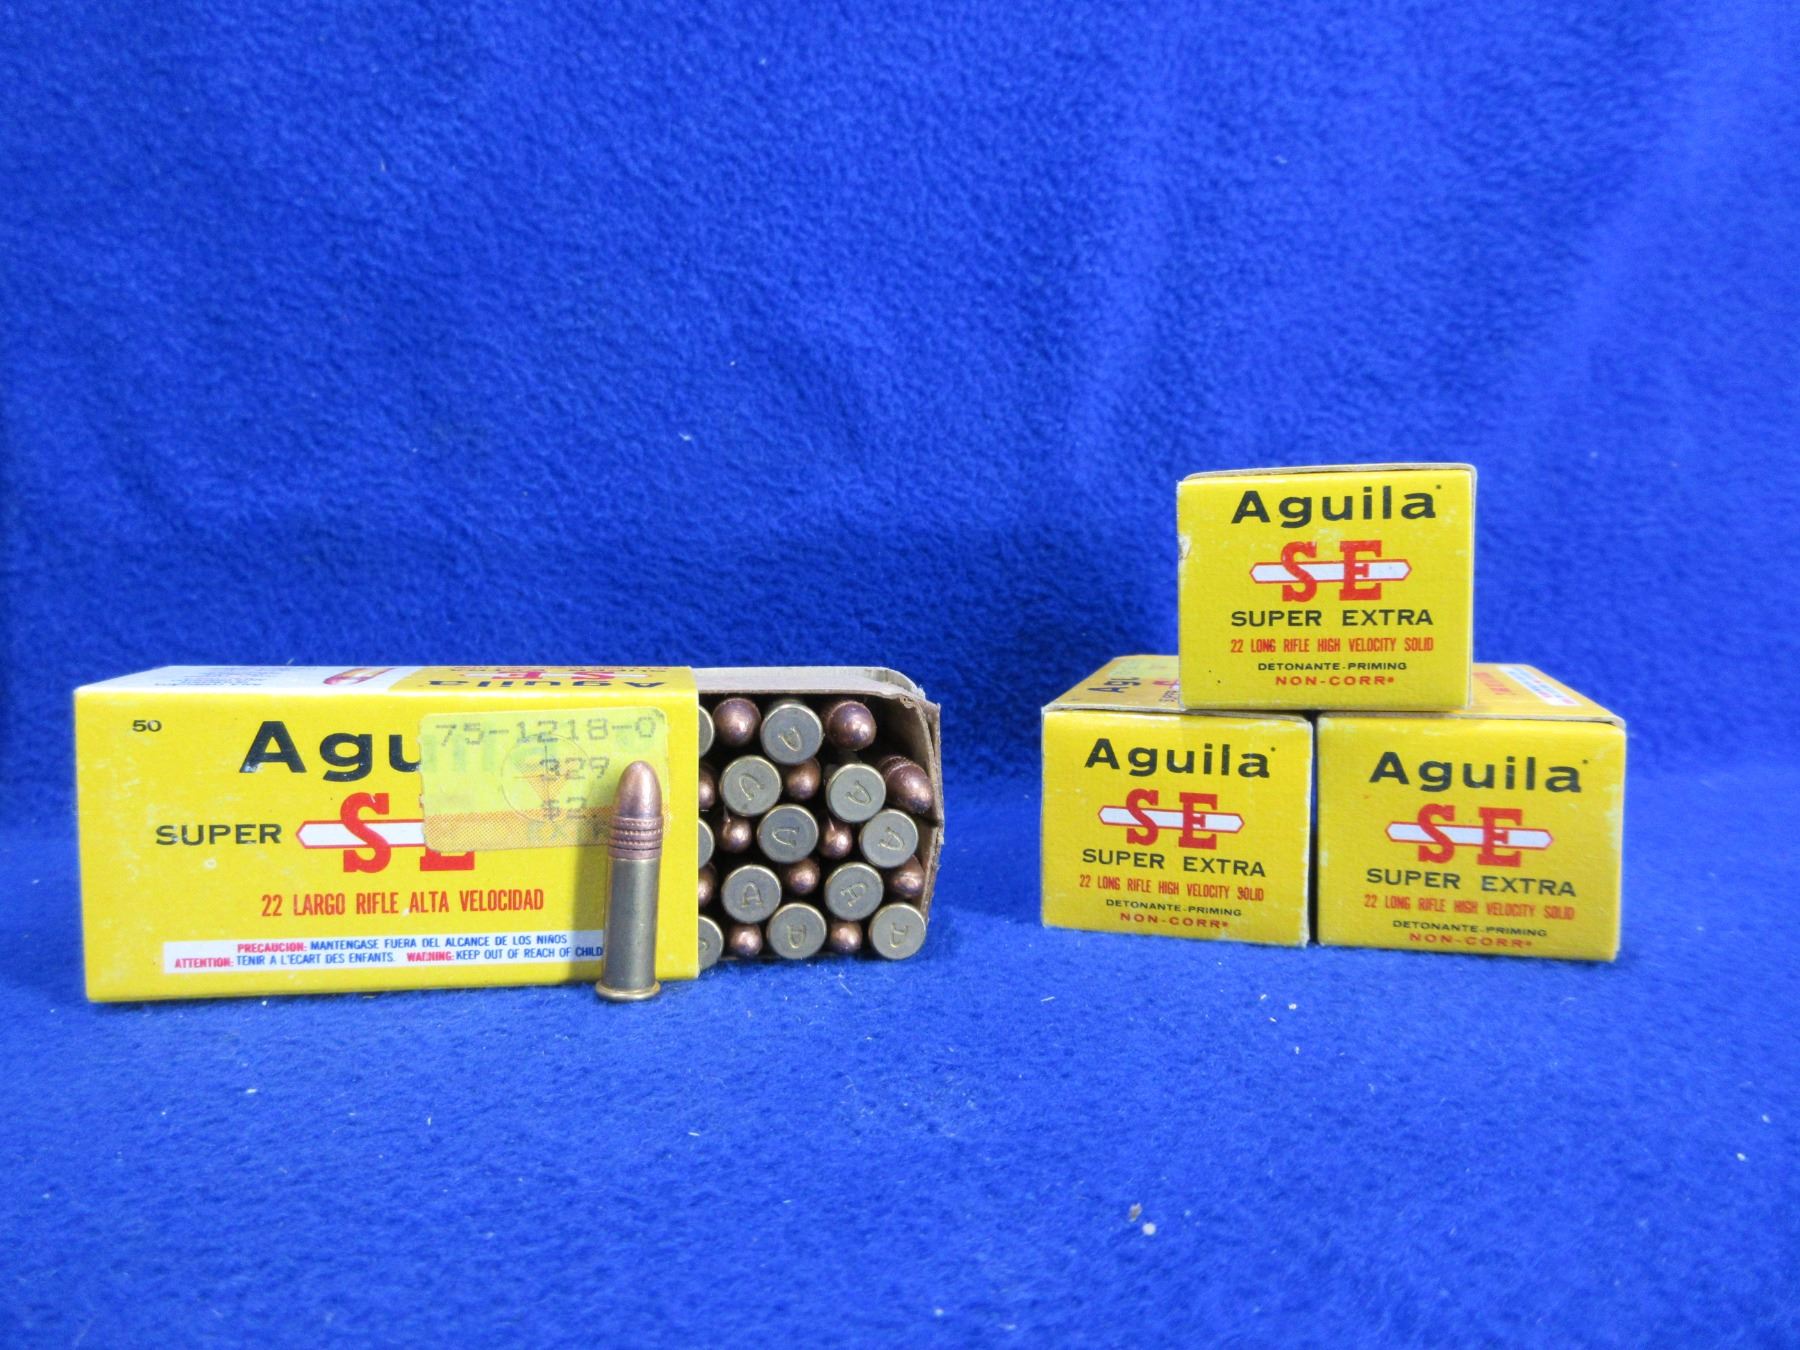 50
Aguila
75-1218-0
329
$2.
SUPER SE
22 LARGO RIFLE ALTA VELOCIDAD
PRECAUCION: MANTENGASE FUERA DEL ALCANCE DE LOS NIÑOS
ATTENTION: TENIR A L'ECART DES ENFANTS. WARNING: KEEP OUT OF REACH OF CHILD
Aguila
SE
SUPER EXTRA
22 LONG RIFLE HIGH VELOCITY SOLID
DETONANTE-PRIMING
NON-CORR®
Aguila
SE
SUPER EXTRA
22 LONG RIFLE HIGH VELOCITY SOLID
DETONANTE-PRIMING
NON-CORR®
Aguila
SE
SUPER EXTRA
22 LONG RIFLE HIGH VELOCITY SOLID
DETONANTE-PRIMING
NON-CORR®